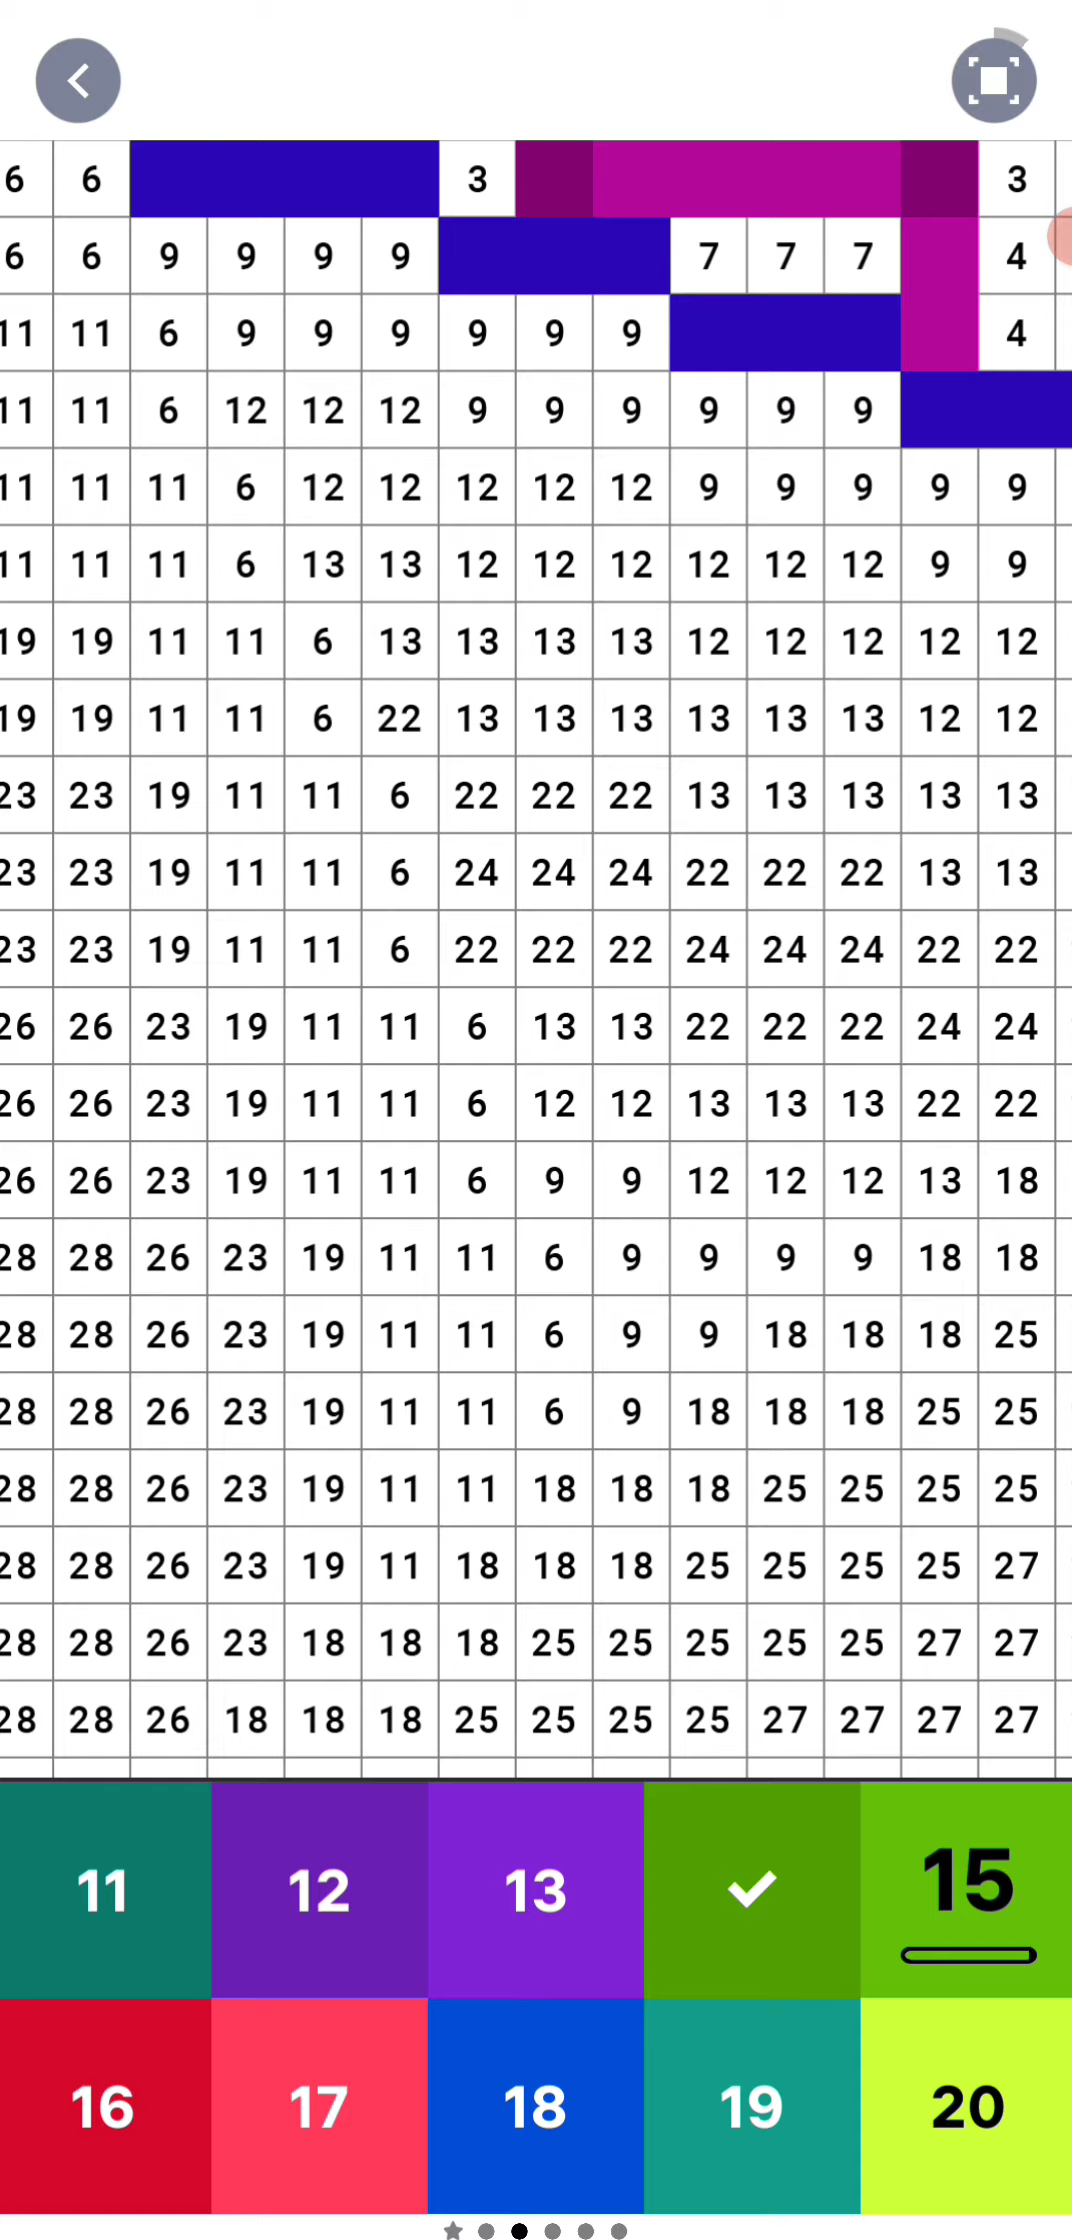 6 6 3 3
6 6 9 9 9 9 7 7 7 4
11 11 6 9 9 9 9 9 9 4
11 11 6 12 12 12 9 9 9 9 9 9
11 11 11 6 12 12 12 12 12 9 9 9 9 9
11 11 11 6 13 13 12 12 12 12 12 12 9 9
19 19 11 11 6 13 13 13 13 12 12 12 12 12
19 19 11 11 6 22 13 13 13 13 13 13 12 12
23 23 19 11 11 6 22 22 22 13 13 13 13 13
23 23 19 11 11 6 24 24 24 22 22 22 13 13
23 23 19 11 11 6 22 22 22 24 24 24 22 22
26 26 23 19 11 11 6 13 13 22 22 22 24 24
26 26 23 19 11 11 6 12 12 13 13 13 22 22
26 26 23 19 11 11 6 9 9 12 12 12 13 18
28 28 26 23 19 11 11 6 9 9 9 9 18 18
28 28 26 23 19 11 11 6 9 9 18 18 18 25
28 28 26 23 19 11 11 6 9 18 18 18 25 25
28 28 26 23 19 11 11 18 18 18 25 25 25 25
28 28 26 23 19 11 18 18 18 25 25 25 25 27
28 28 26 23 18 18 18 25 25 25 25 25 27 27
28 28 26 18 18 18 25 25 25 25 27 27 27 27
11 12 13 15
16 17 18 19 20